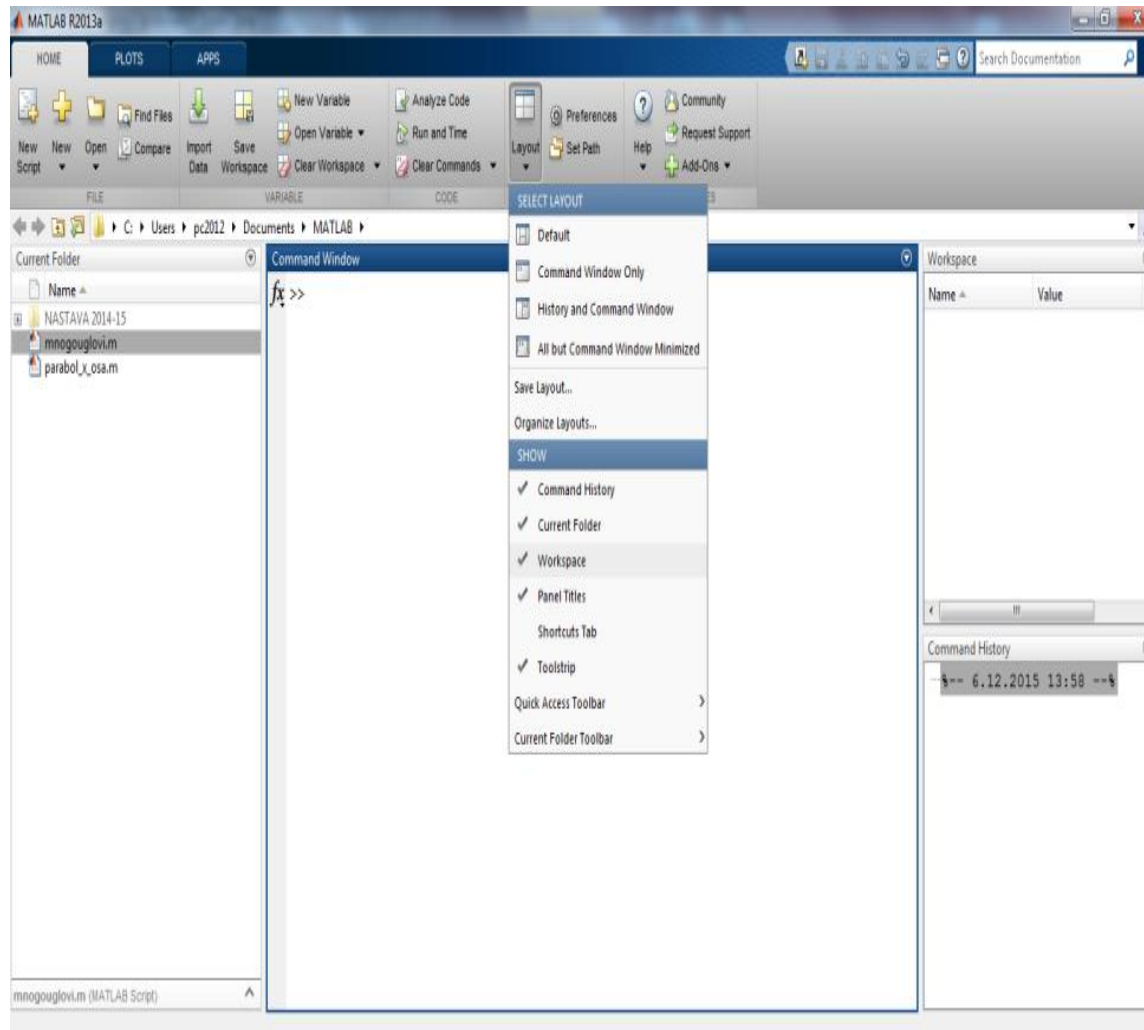 MATLAB R2013a
HOME PLOTS APPS
Search Documentation
New Script
New
Open
Find Files
Compare
Import Data
Save Workspace
New Variable
Open Variable
Clear Workspace
Analyze Code
Run and Time
Clear Commands
Layout
Preferences
Set Path
Help
Community
Request Support
Add-Ons
FILE VARIABLE CODE
C: Users pc2012 Documents MATLAB
Current Folder
Name
NASTAVA 2014-15
mnogouglovi.m
parabol_x_osa.m
mnogouglovi.m (MATLAB Script)
Command Window
fx >>
SELECT LAYOUT
Default
Command Window Only
History and Command Window
All but Command Window Minimized
Save Layout...
Organize Layouts...
SHOW
Command History
Current Folder
Workspace
Panel Titles
Shortcuts Tab
Toolstrip
Quick Access Toolbar
Current Folder Toolbar
Workspace
Name Value
Command History
%-- 6.12.2015 13:58 --%